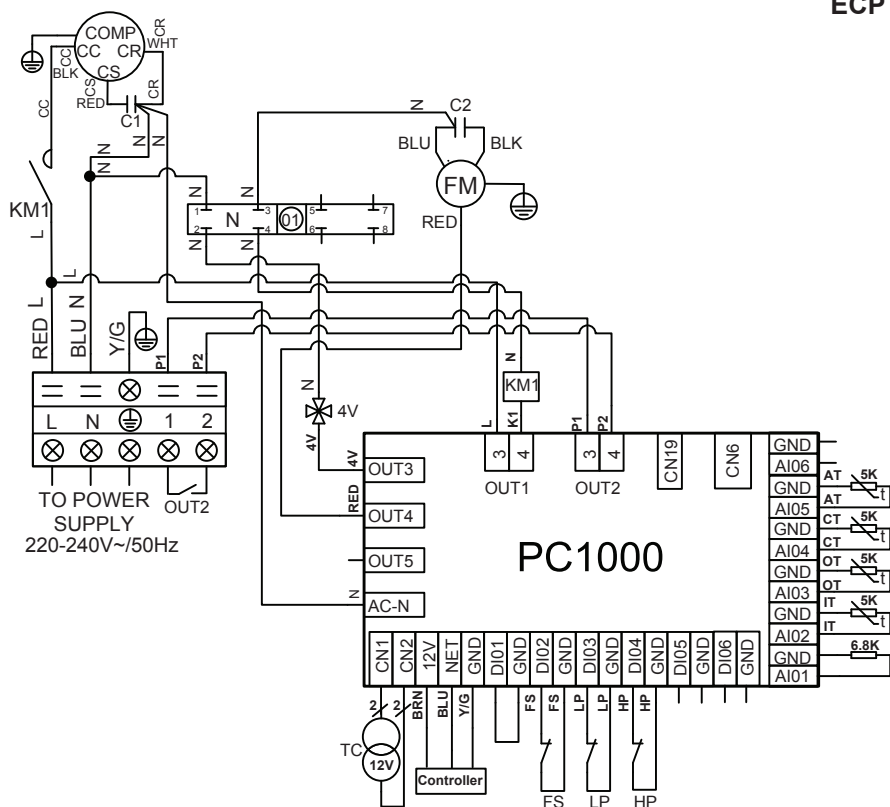 ECP
COMP
CC CR
CS
CR
WHT
CC
BLK
CS
RED
CR
C1
CC
N N
N
N
KM1
L
N
C2
BLU
BLK
FM
RED
N N
1 3 5 7
N 01
2 4 6 8
N N
L
L
RED
N
BLU
Y/G
P1
P2
L N 1 2
TO POWER
SUPPLY
220-240V~/50Hz
OUT2
N
4V
4V
N
KM1
L
K1
P1
P2
3 4 3 4
OUT1 OUT2
CN19
CN6
4V
OUT3
RED
OUT4
OUT5
N
AC-N
PC1000
GND
AI06
GND
AI05
GND
AI04
GND
AI03
GND
AI02
GND
AI01
AT 5K
t
AT
CT 5K
t
CT
OT 5K
t
OT
IT 5K
t
IT
6.8K
CN1 CN2 12V NET GND DI01 GND DI02 GND DI03 GND DI04 GND DI05 GND DI06 GND
2 2 BRN BLU Y/G FS FS LP LP HP HP
TC
12V
Controller
FS LP HP